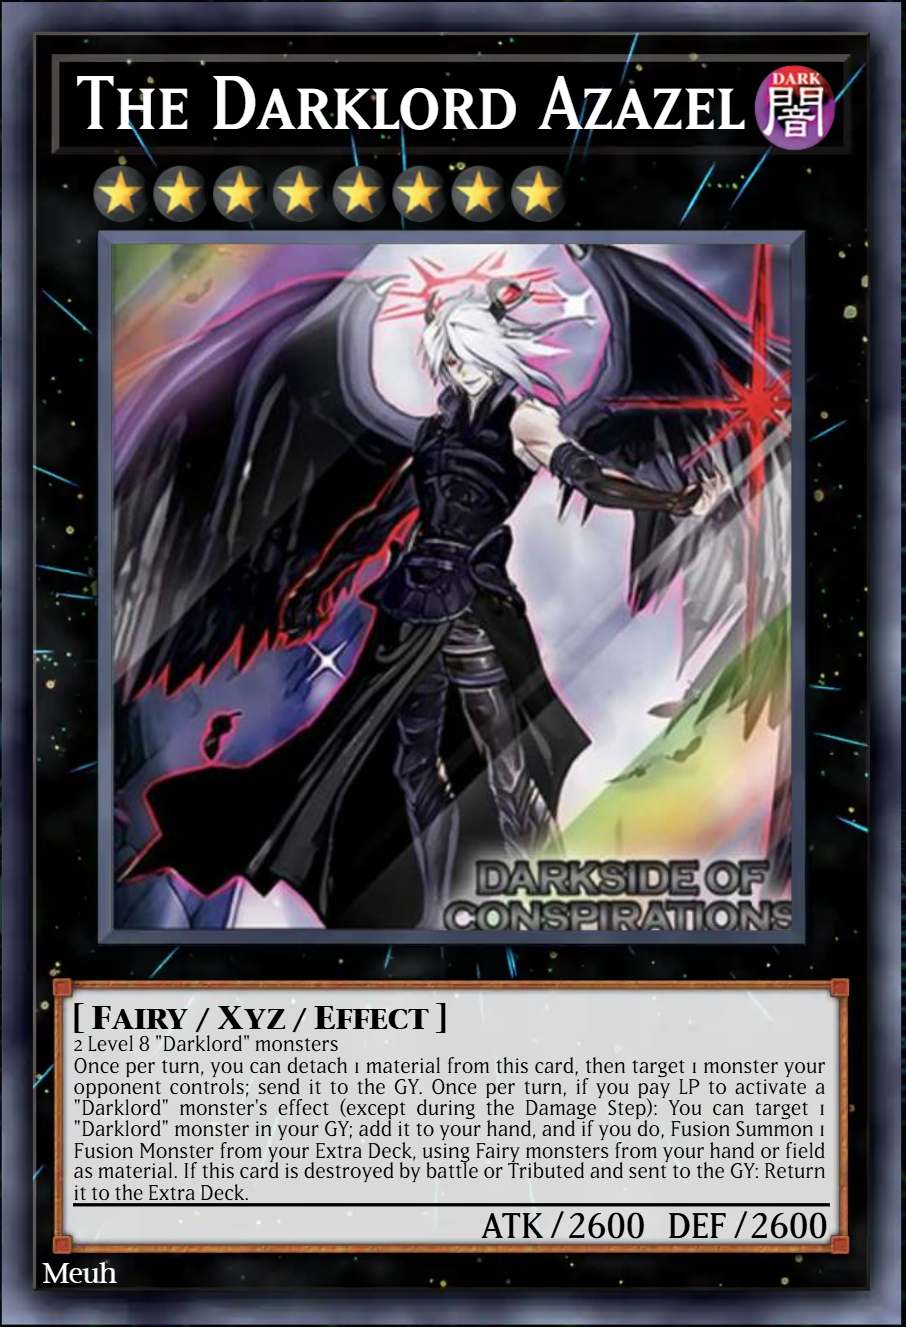 The Darklord Azazel
DARK
闇
DARKSIDE OF
CONSPIRATIONS
[ Fairy / Xyz / Effect ]
2 Level 8 "Darklord" monsters
Once per turn, you can detach 1 material from this card, then target 1 monster your
opponent controls; send it to the GY. Once per turn, if you pay LP to activate a
"Darklord" monster's effect (except during the Damage Step): You can target 1
"Darklord" monster in your GY; add it to your hand, and if you do, Fusion Summon 1
Fusion Monster from your Extra Deck, using Fairy monsters from your hand or field
as material. If this card is destroyed by battle or Tributed and sent to the GY: Return
it to the Extra Deck.
ATK / 2600 DEF / 2600
Meuh